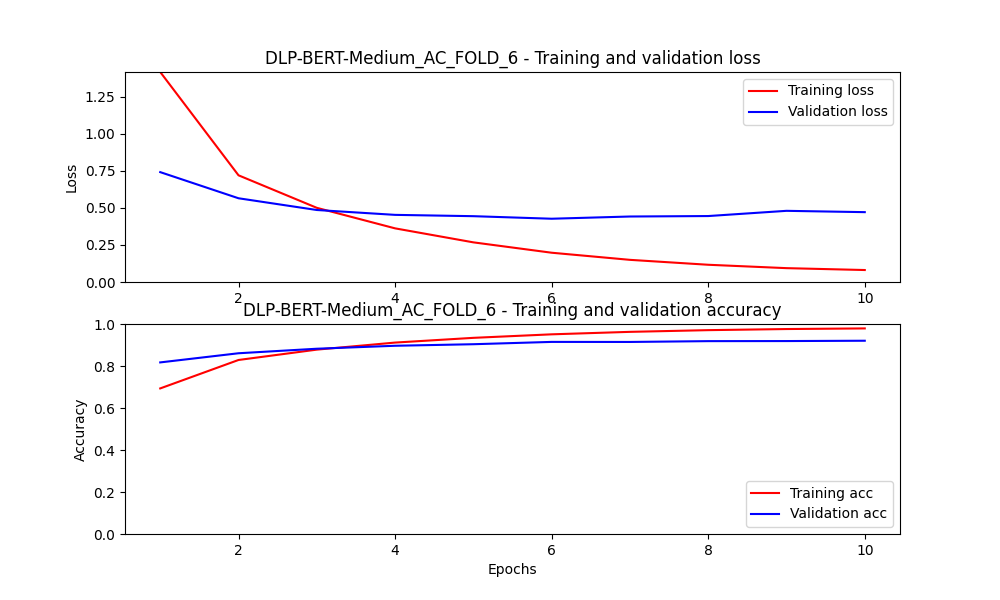 DLP-BERT-Medium_AC_FOLD_6 - Training and validation loss
1.25
1.00
0.75
0.50
0.25
0.00
Loss
Training loss
Validation loss
2 4 6 8 10
DLP-BERT-Medium_AC_FOLD_6 - Training and validation accuracy
1.0
0.8
0.6
0.4
0.2
0.0
Accuracy
Training acc
Validation acc
2 4 6 8 10
Epochs